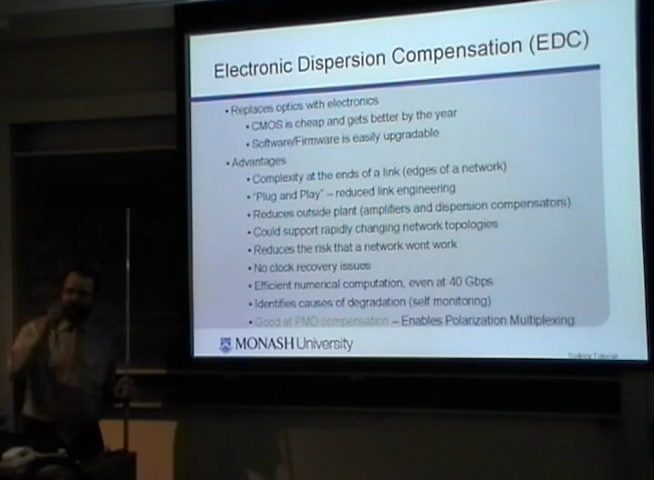 Electronic Dispersion Compensation (EDC)
• Replaces optics with electronics
• CMOS is cheap and gets better by the year
• Software/Firmware is easily upgradable
• Advantages
• Complexity at the ends of a link (edges of a network)
• "Plug and Play" – reduced link engineering
• Reduces outside plant (amplifiers and dispersion compensators)
• Could support rapidly changing network topologies
• Reduces the risk that a network wont work
• No clock recovery issues
• Efficient numerical computation, even at 40 Gbps
• Identifies causes of degradation (self monitoring)
• Good at PMD compensation – Enables Polarization Multiplexing
MONASH University